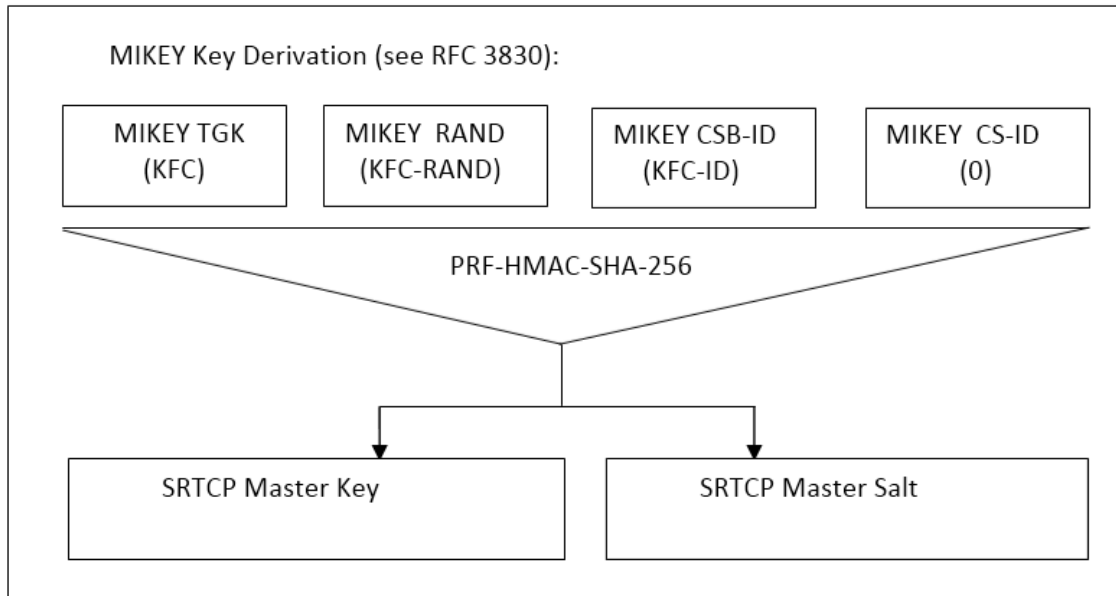 MIKEY Key Derivation (see RFC 3830):
MIKEY TGK
(KFC)
MIKEY RAND
(KFC-RAND)
MIKEY CSB-ID
(KFC-ID)
MIKEY CS-ID
(0)
PRF-HMAC-SHA-256
SRTCP Master Key
SRTCP Master Salt